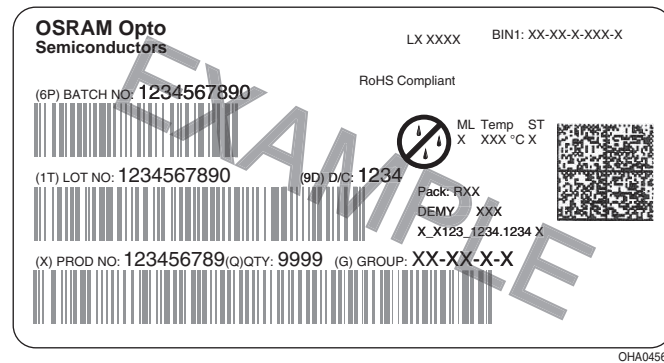 OSRAM Opto
Semiconductors
LX XXXX
BIN1: XX-XX-X-XXX-X
RoHS Compliant
(6P) BATCH NO: 1234567890
ML Temp ST
X XXX °C X
(1T) LOT NO: 1234567890 (9D) D/C: 1234
Pack: RXX
DEMY XXX
X_X123_1234.1234 X
(X) PROD NO: 123456789(Q)QTY: 9999 (G) GROUP: XX-XX-X-X
EXAMPLE
OHA0456